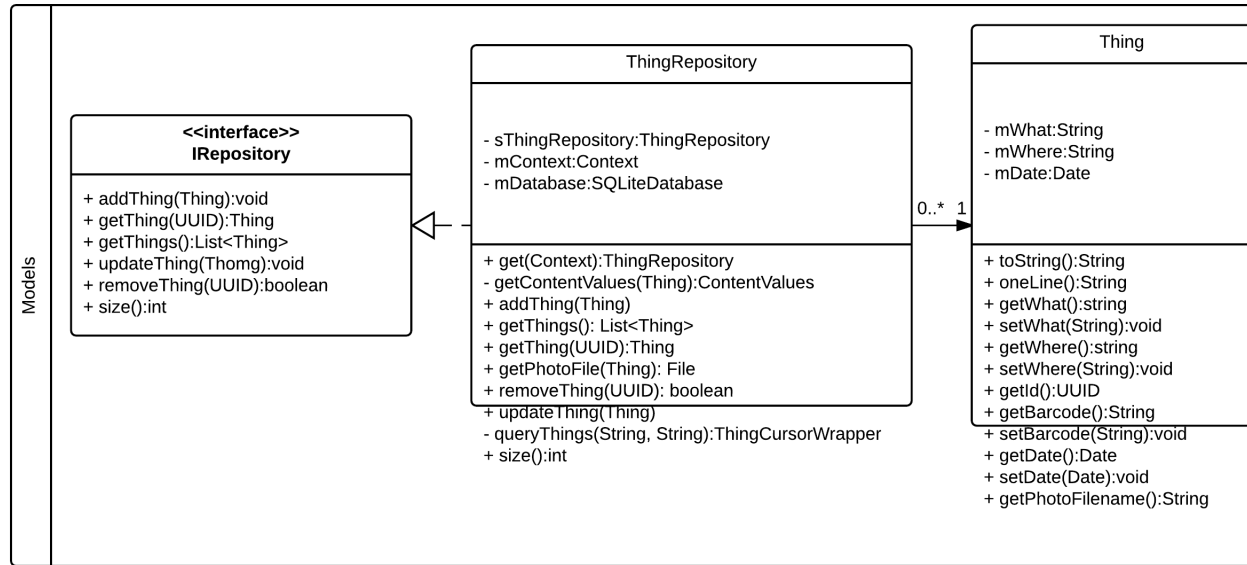 Models
<<interface>>
IRepository
+ addThing(Thing):void
+ getThing(UUID):Thing
+ getThings():List<Thing>
+ updateThing(Thomg):void
+ removeThing(UUID):boolean
+ size():int
ThingRepository
- sThingRepository:ThingRepository
- mContext:Context
- mDatabase:SQLiteDatabase
+ get(Context):ThingRepository
- getContentValues(Thing):ContentValues
+ addThing(Thing)
+ getThings(): List<Thing>
+ getThing(UUID):Thing
+ getPhotoFile(Thing): File
+ removeThing(UUID): boolean
+ updateThing(Thing)
- queryThings(String, String):ThingCursorWrapper
+ size():int
0..* 1
Thing
- mWhat:String
- mWhere:String
- mDate:Date
+ toString():String
+ oneLine():String
+ getWhat():string
+ setWhat(String):void
+ getWhere():string
+ setWhere(String):void
+ getId():UUID
+ getBarcode():String
+ setBarcode(String):void
+ getDate():Date
+ setDate(Date):void
+ getPhotoFilename():String